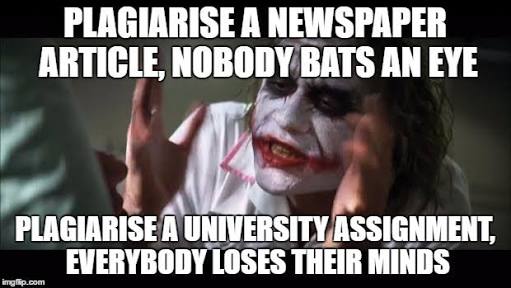 PLAGIARISE A NEWSPAPER
ARTICLE, NOBODY BATS AN EYE
PLAGIARISE A UNIVERSITY ASSIGNMENT,
EVERYBODY LOSES THEIR MINDS
imgflip.com